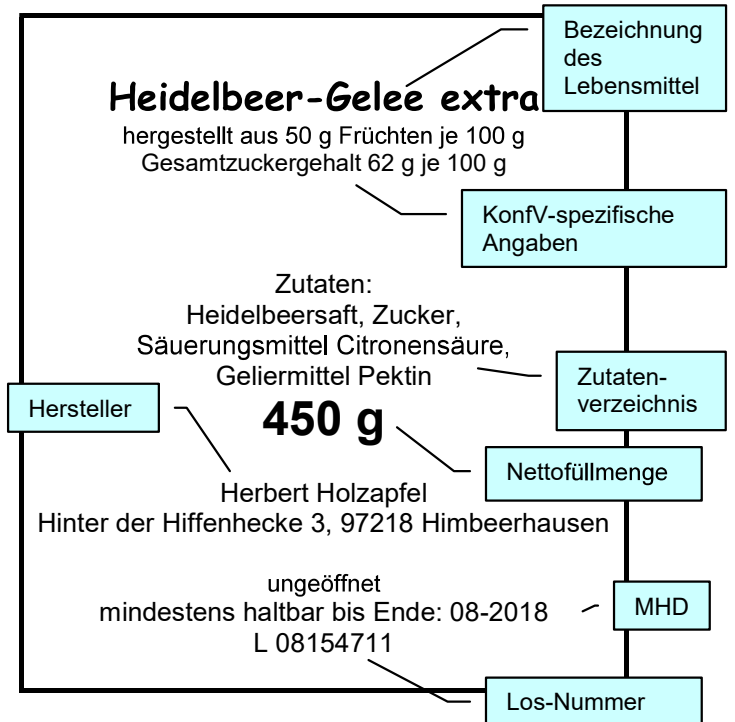 Bezeichnung
des
Lebensmittel
Heidelbeer-Gelee extra
hergestellt aus 50 g Früchten je 100 g
Gesamtzuckergehalt 62 g je 100 g
KonfV-spezifische
Angaben
Zutaten:
Heidelbeersaft, Zucker,
Säuerungsmittel Citronensäure,
Geliermittel Pektin
Zutaten-
verzeichnis
Hersteller
450 g
Nettofüllmenge
Herbert Holzapfel
Hinter der Hiffenhecke 3, 97218 Himbeerhausen
ungeöffnet
mindestens haltbar bis Ende: 08-2018
MHD
L 08154711
Los-Nummer